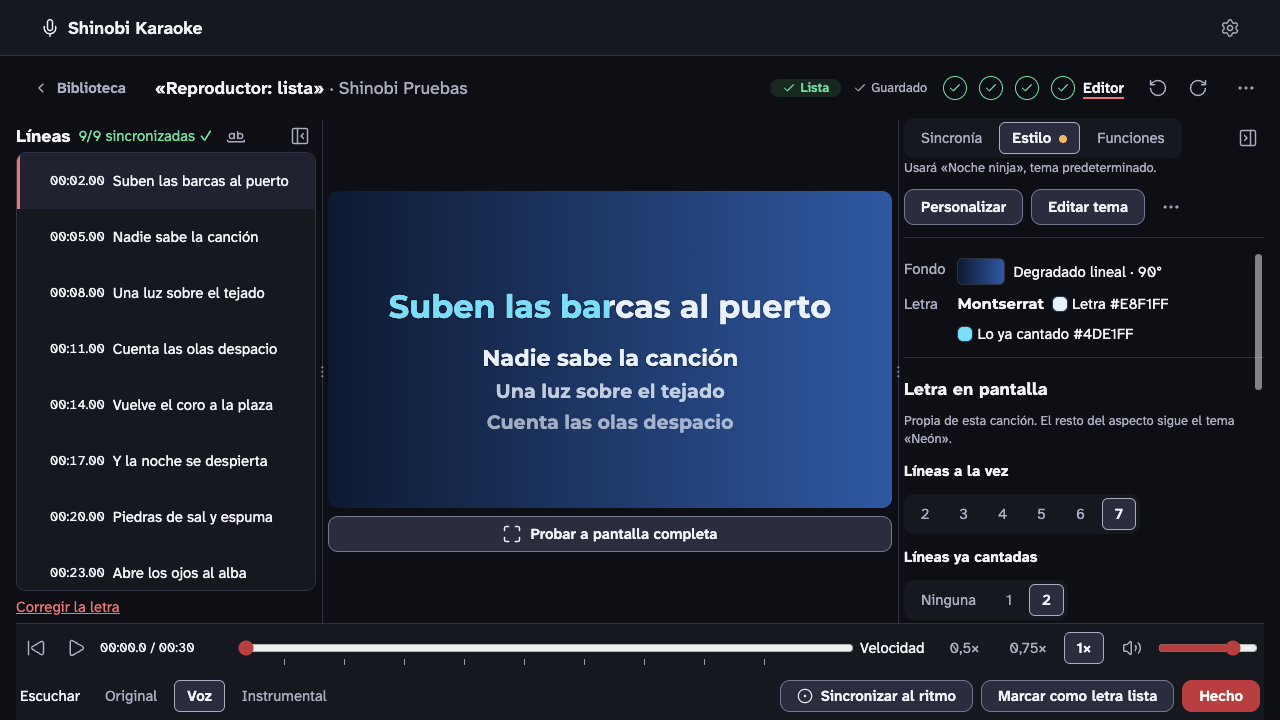 Shinobi Karaoke
Biblioteca
«Reproductor: lista» · Shinobi Pruebas
Lista
Guardado
Editor
Líneas 9/9 sincronizadas
ab
00:02.00 Suben las barcas al puerto
00:05.00 Nadie sabe la canción
00:08.00 Una luz sobre el tejado
00:11.00 Cuenta las olas despacio
00:14.00 Vuelve el coro a la plaza
00:17.00 Y la noche se despierta
00:20.00 Piedras de sal y espuma
00:23.00 Abre los ojos al alba
Corregir la letra
Suben las barcas al puerto
Nadie sabe la canción
Una luz sobre el tejado
Cuenta las olas despacio
Probar a pantalla completa
Sincronía Estilo Funciones
Usará «Noche ninja», tema predeterminado.
Personalizar Editar tema
Fondo Degradado lineal · 90°
Letra Montserrat Letra #E8F1FF
Lo ya cantado #4DE1FF
Letra en pantalla
Propia de esta canción. El resto del aspecto sigue el tema
«Neón».
Líneas a la vez
2 3 4 5 6 7
Líneas ya cantadas
Ninguna 1 2
00:00.0 / 00:30 Velocidad 0,5× 0,75× 1×
Escuchar Original Voz Instrumental Sincronizar al ritmo Marcar como letra lista Hecho